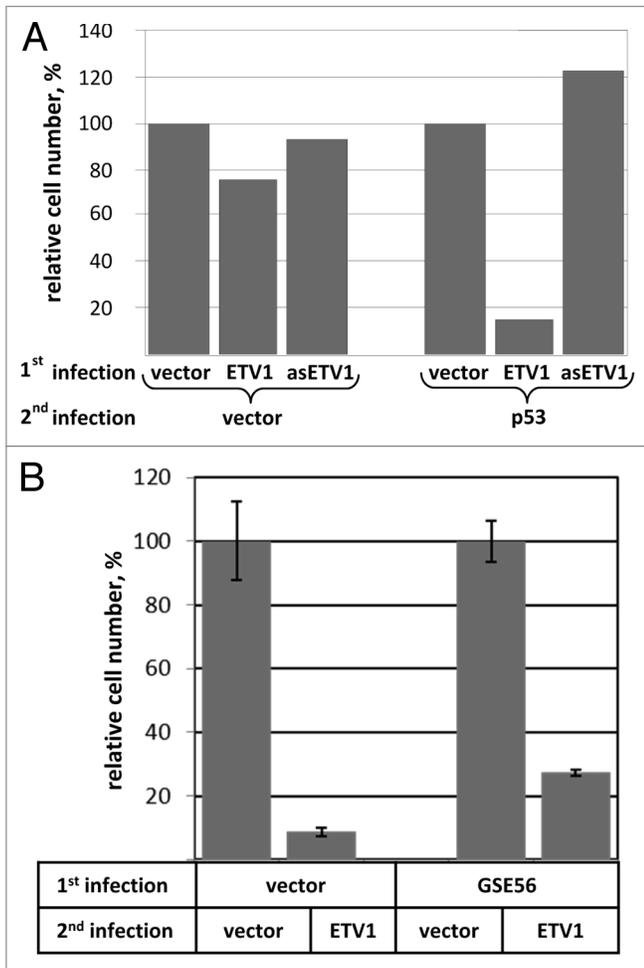 A
relative cell number, %
140
120
100
80
60
40
20
1st infection vector ETV1 asETV1 vector ETV1 asETV1
2nd infection vector p53
B
relative cell number, %
120
100
80
60
40
20
1st infection vector GSE56
2nd infection vector ETV1 vector ETV1